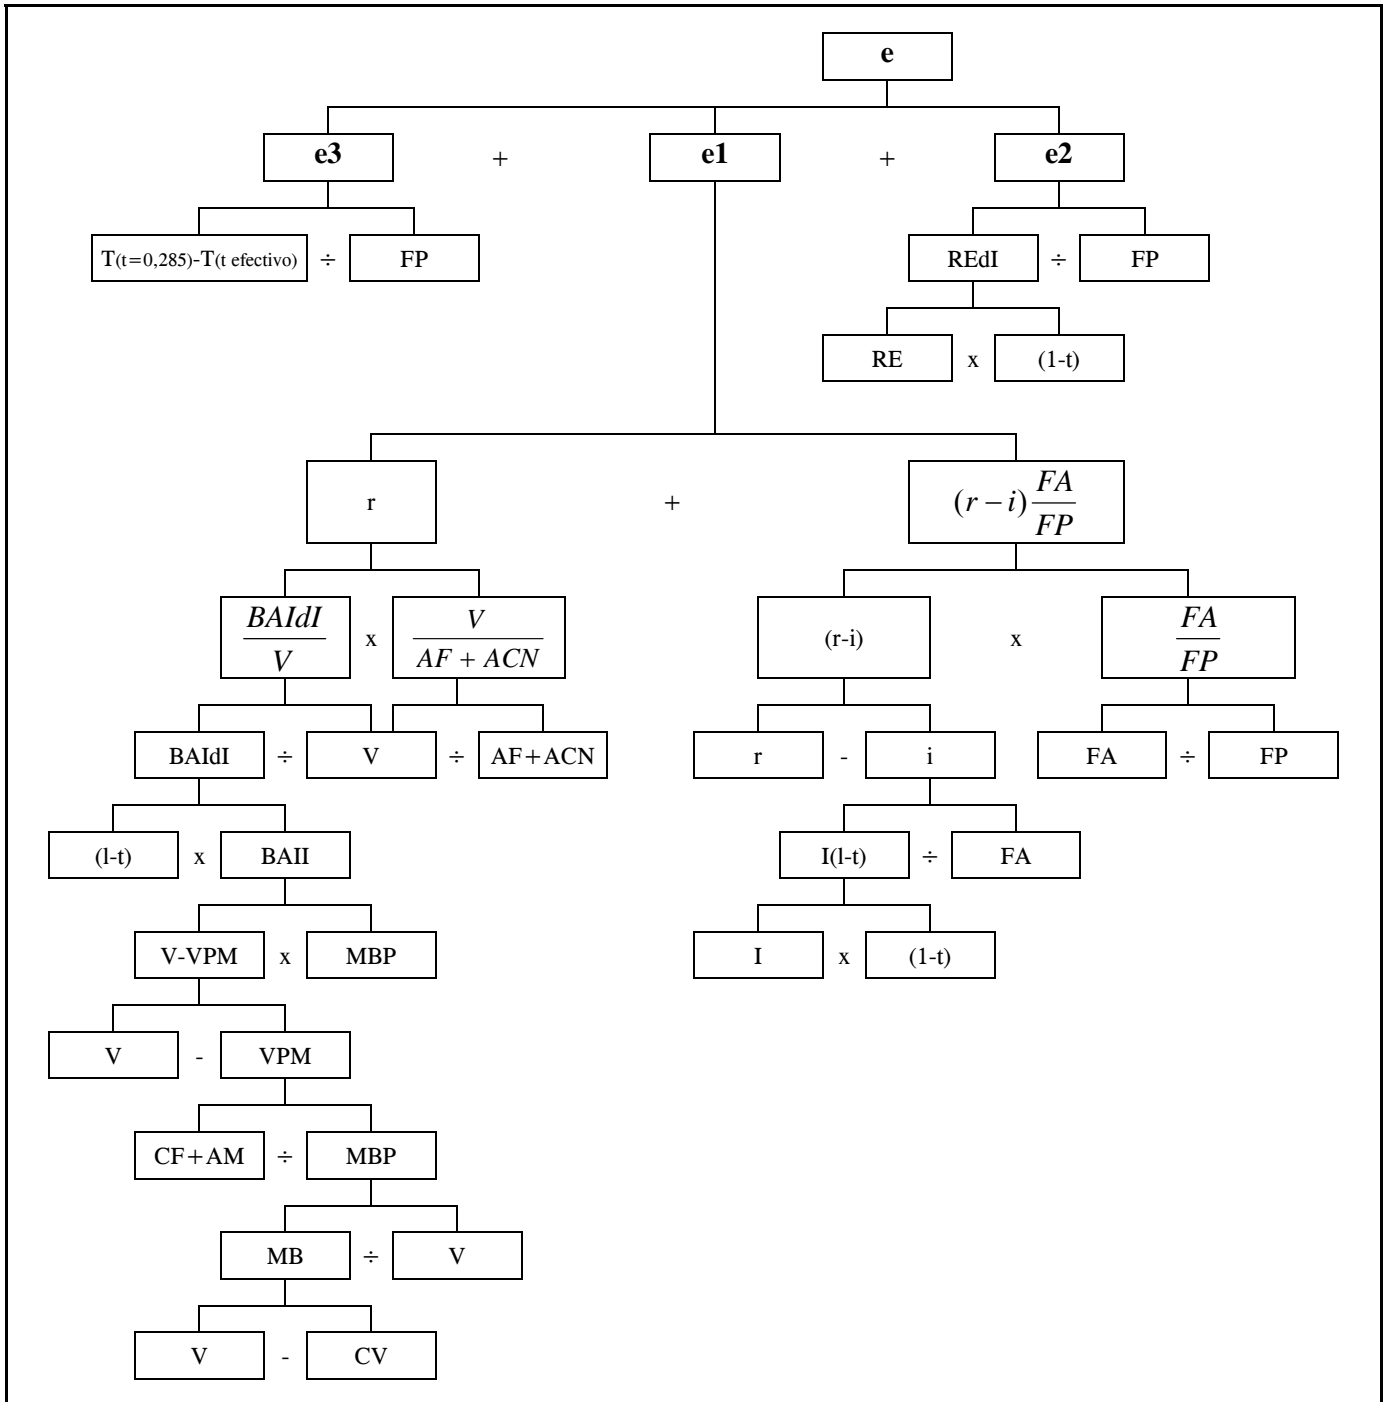 e
e3 + e1 + e2
T(t=0,285)-T(t efectivo) ÷ FP REdI ÷ FP
RE x (1-t)
r + (r − i) FA/FP
BAIdI/V x V/(AF + ACN) (r-i) x FA/FP
BAIdI ÷ V ÷ AF+ACN r - i FA ÷ FP
(l-t) x BAII I(l-t) ÷ FA
V-VPM x MBP I x (1-t)
V - VPM
CF+AM ÷ MBP
MB ÷ V
V - CV